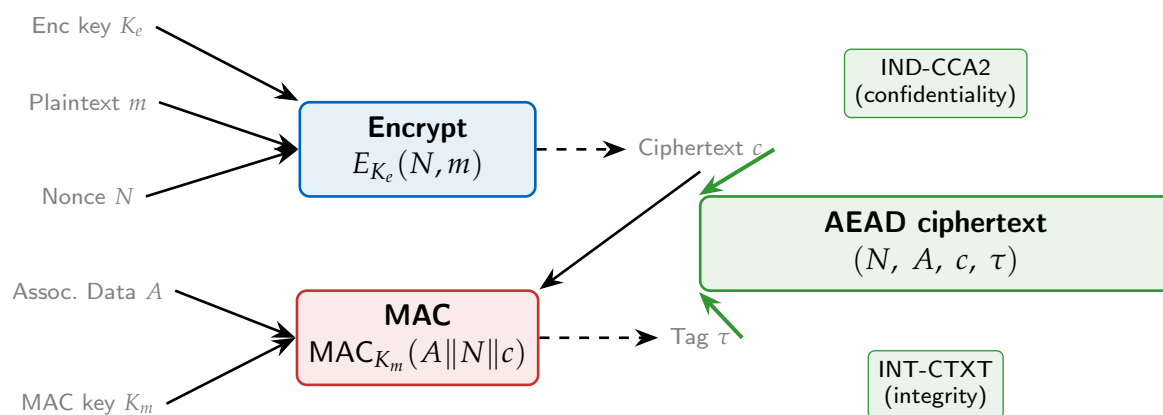 Enc key K_e
Plaintext m
Nonce N
Encrypt
E_{K_e}(N, m)
Ciphertext c
IND-CCA2
(confidentiality)
AEAD ciphertext
(N, A, c, τ)
Assoc. Data A
MAC key K_m
MAC
MAC_{K_m}(A∥N∥c)
Tag τ
INT-CTXT
(integrity)